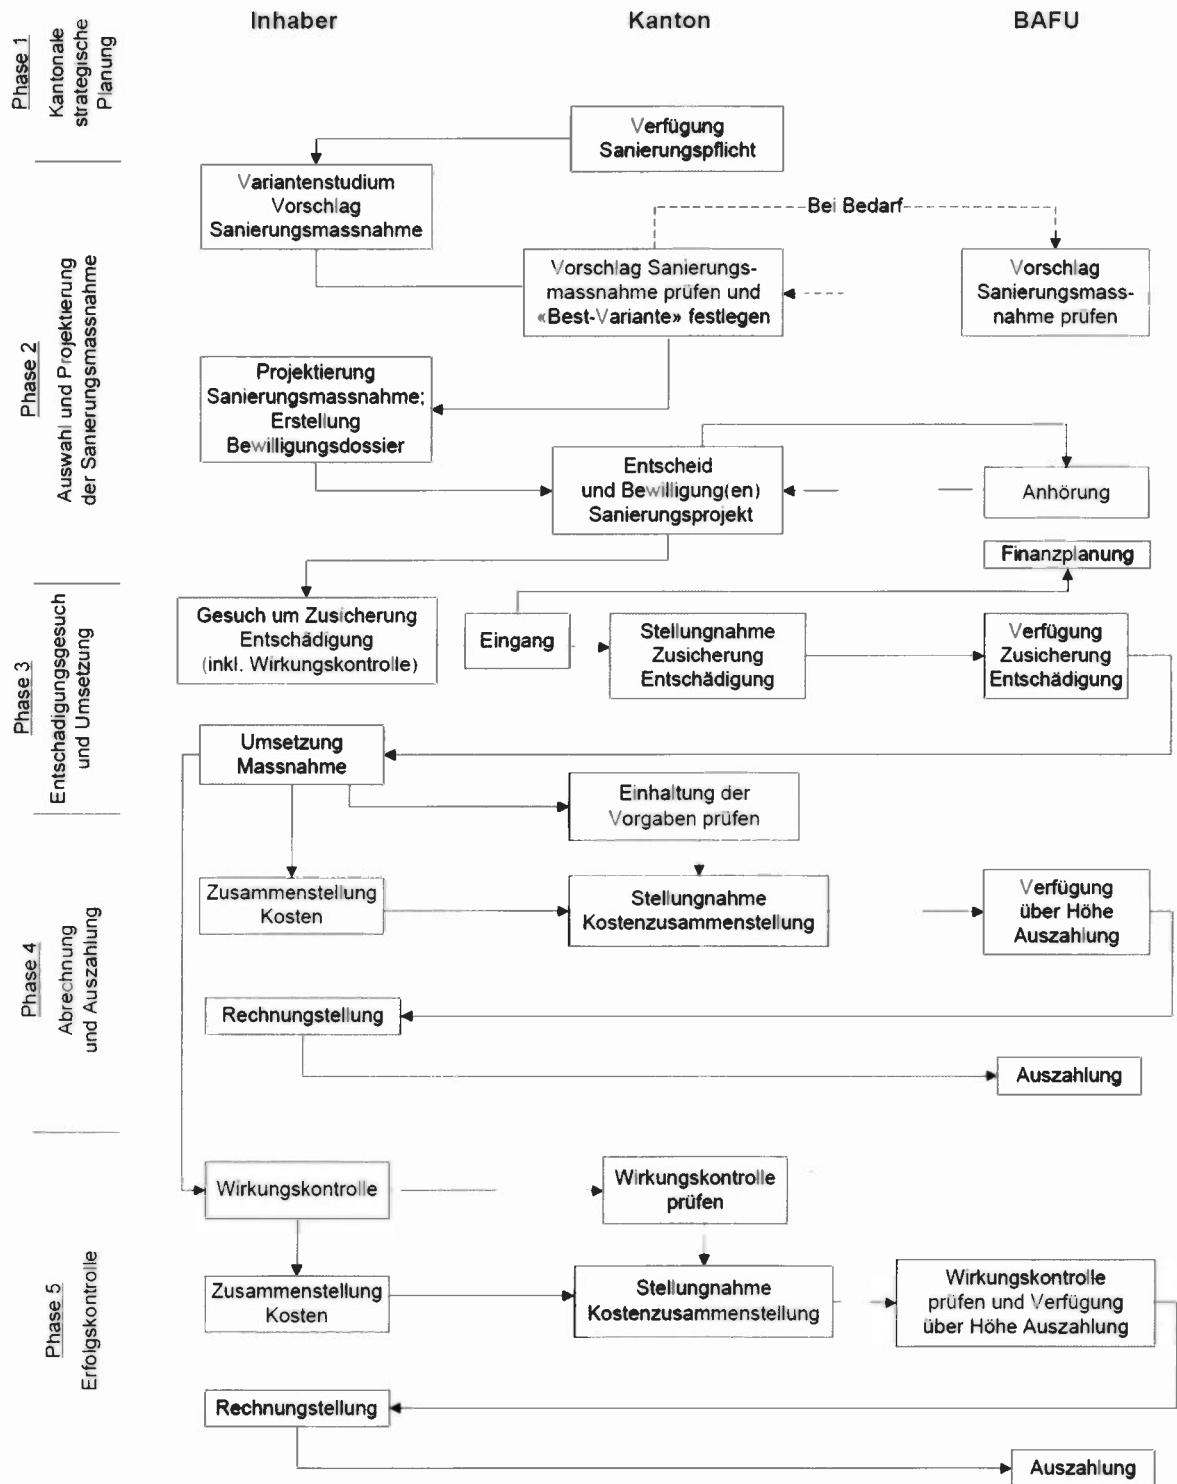 Inhaber
Kanton
BAFU
Phase 1
Kantonale
strategische
Planung
Verfügung
Sanierungspflicht
Phase 2
Auswahl und Projektierung
der Sanierungsmassnahme
Variantenstudium
Vorschlag
Sanierungsmassnahme
Bei Bedarf
Vorschlag Sanierungs-
massnahme prüfen und
«Best-Variante» festlegen
Vorschlag
Sanierungsmass-
nahme prüfen
Projektierung
Sanierungsmassnahme;
Erstellung
Bewilligungsdossier
Entscheid
und Bewilligung(en)
Sanierungsprojekt
Anhörung
Finanzplanung
Phase 3
Entschädigungsgesuch
und Umsetzung
Gesuch um Zusicherung
Entschädigung
(inkl. Wirkungskontrolle)
Eingang
Stellungnahme
Zusicherung
Entschädigung
Verfügung
Zusicherung
Entschädigung
Umsetzung
Massnahme
Einhaltung der
Vorgaben prüfen
Phase 4
Abrechnung
und Auszahlung
Zusammenstellung
Kosten
Stellungnahme
Kostenzusammenstellung
Verfügung
über Höhe
Auszahlung
Rechnungstellung
Auszahlung
Phase 5
Erfolgskontrolle
Wirkungskontrolle
Wirkungskontrolle
prüfen
Zusammenstellung
Kosten
Stellungnahme
Kostenzusammenstellung
Wirkungskontrolle
prüfen und Verfügung
über Höhe Auszahlung
Rechnungstellung
Auszahlung